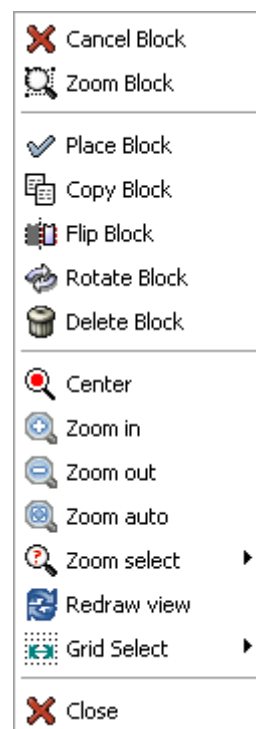 Cancel Block
Zoom Block
Place Block
Copy Block
Flip Block
Rotate Block
Delete Block
Center
Zoom in
Zoom out
Zoom auto
Zoom select
Redraw view
Grid Select
Close